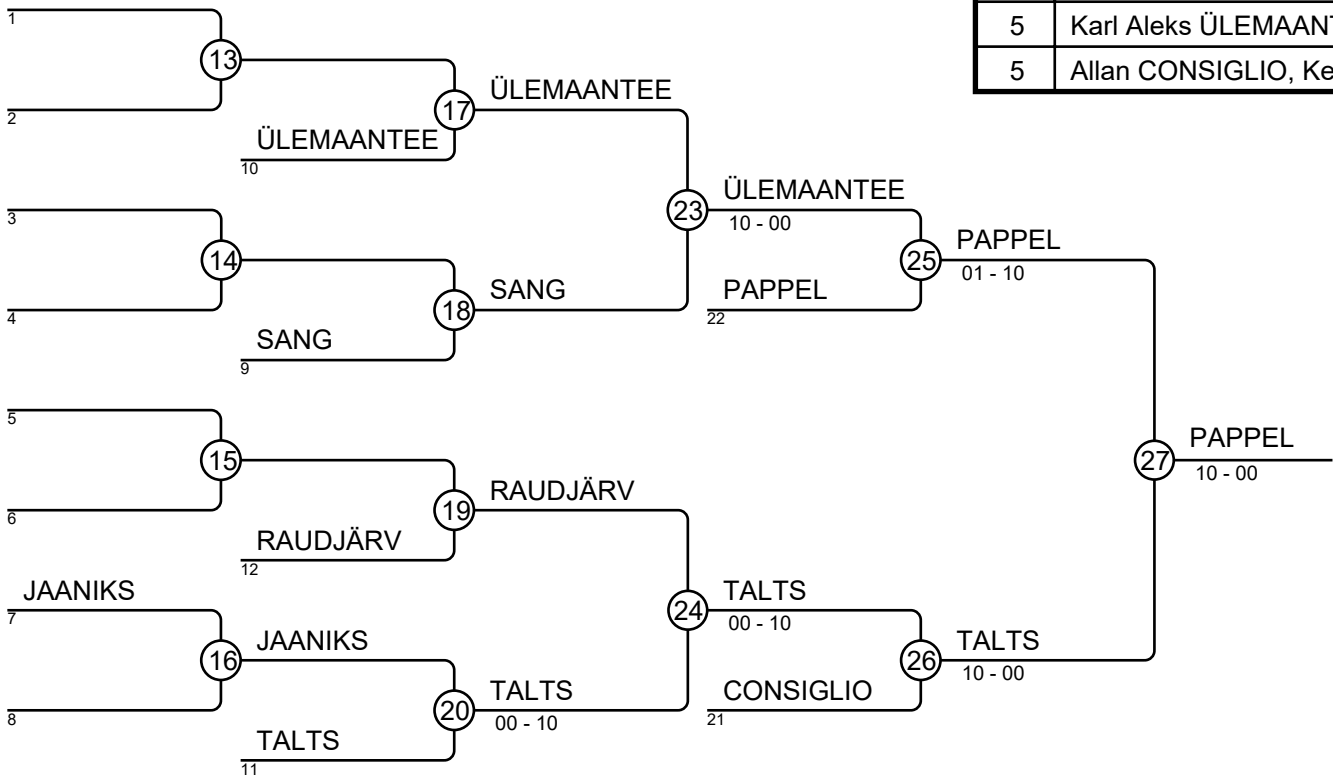 5 Karl Aleks ÜLEMAANT
5 Allan CONSIGLIO, Ke
1
13
2
17 ÜLEMAANTEE
ÜLEMAANTEE
10
3
23 ÜLEMAANTEE
10 - 00
14
25 PAPPEL
01 - 10
4
18 SANG
PAPPEL
22
SANG
9
5
15
27 PAPPEL
10 - 00
6
19 RAUDJÄRV
RAUDJÄRV
12
JAANIKS
7
24 TALTS
00 - 10
16 JAANIKS
26 TALTS
10 - 00
8
20 TALTS
00 - 10
CONSIGLIO
21
TALTS
11